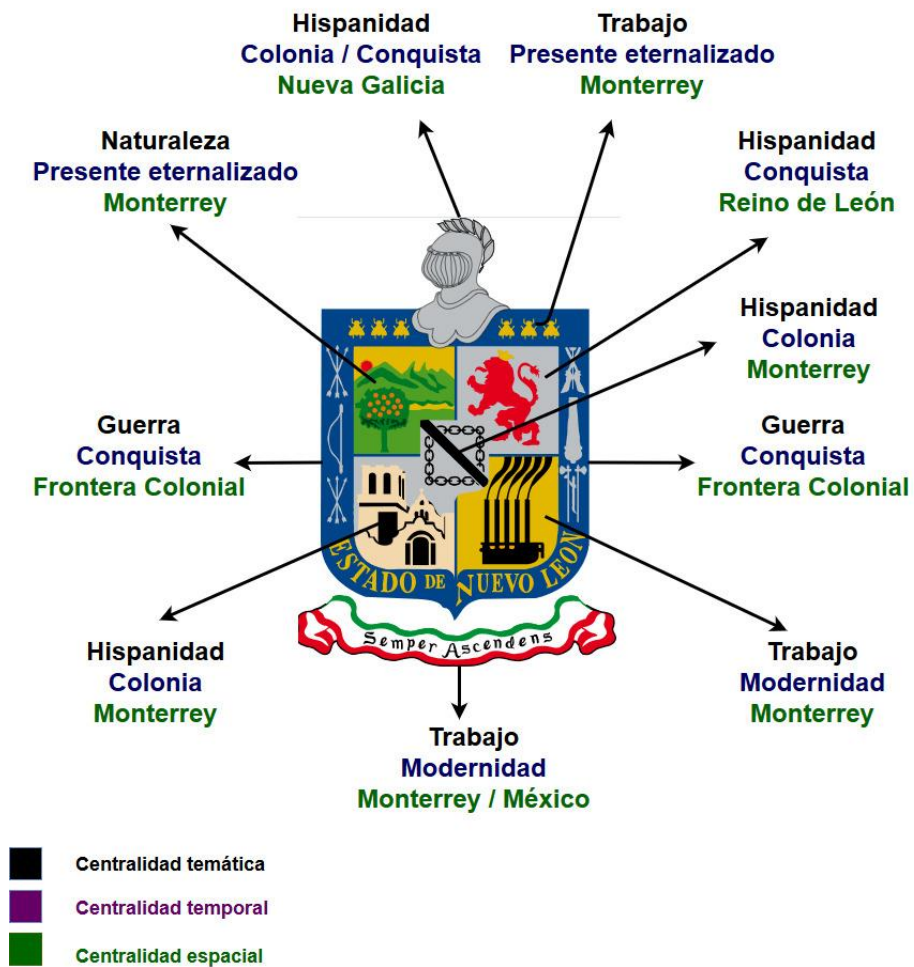 Hispanidad
Colonia / Conquista
Nueva Galicia
Trabajo
Presente eternalizado
Monterrey
Naturaleza
Presente eternalizado
Monterrey
Hispanidad
Conquista
Reino de León
Hispanidad
Colonia
Monterrey
Guerra
Conquista
Frontera Colonial
Guerra
Conquista
Frontera Colonial
ESTADO DE NUEVO LEÓN
Semper Ascendens
Hispanidad
Colonia
Monterrey
Trabajo
Modernidad
Monterrey
Trabajo
Modernidad
Monterrey / México
Centralidad temática
Centralidad temporal
Centralidad espacial